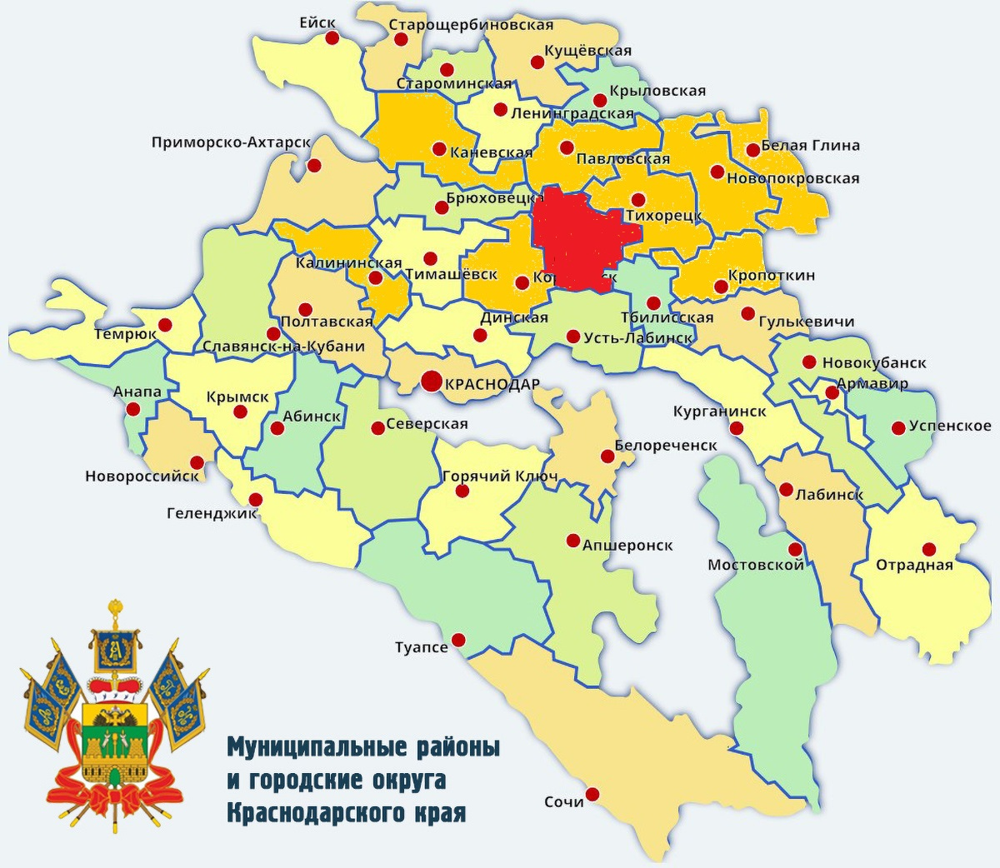 Ейск
Старощербиновская
Кущёвская
Староминская
Крыловская
Ленинградская
Приморско-Ахтарск
Каневская
Павловская
Белая Глина
Новопокровская
Брюховецка
Тихорецк
Калининская
Тимашёвск
Кропоткин
Динская
Тбилисская
Полтавская
Гулькевичи
Темрюк
Славянск-на-Кубани
Усть-Лабинск
Новокубанск
Армавир
КРАСНОДАР
Анапа
Крымск
Абинск
Северская
Курганинск
Успенское
Белореченск
Новороссийск
Горячий Ключ
Геленджик
Лабинск
Апшеронск
Мостовской
Отрадная
Туапсе
Муниципальные районы
и городские округа
Краснодарского края
Сочи